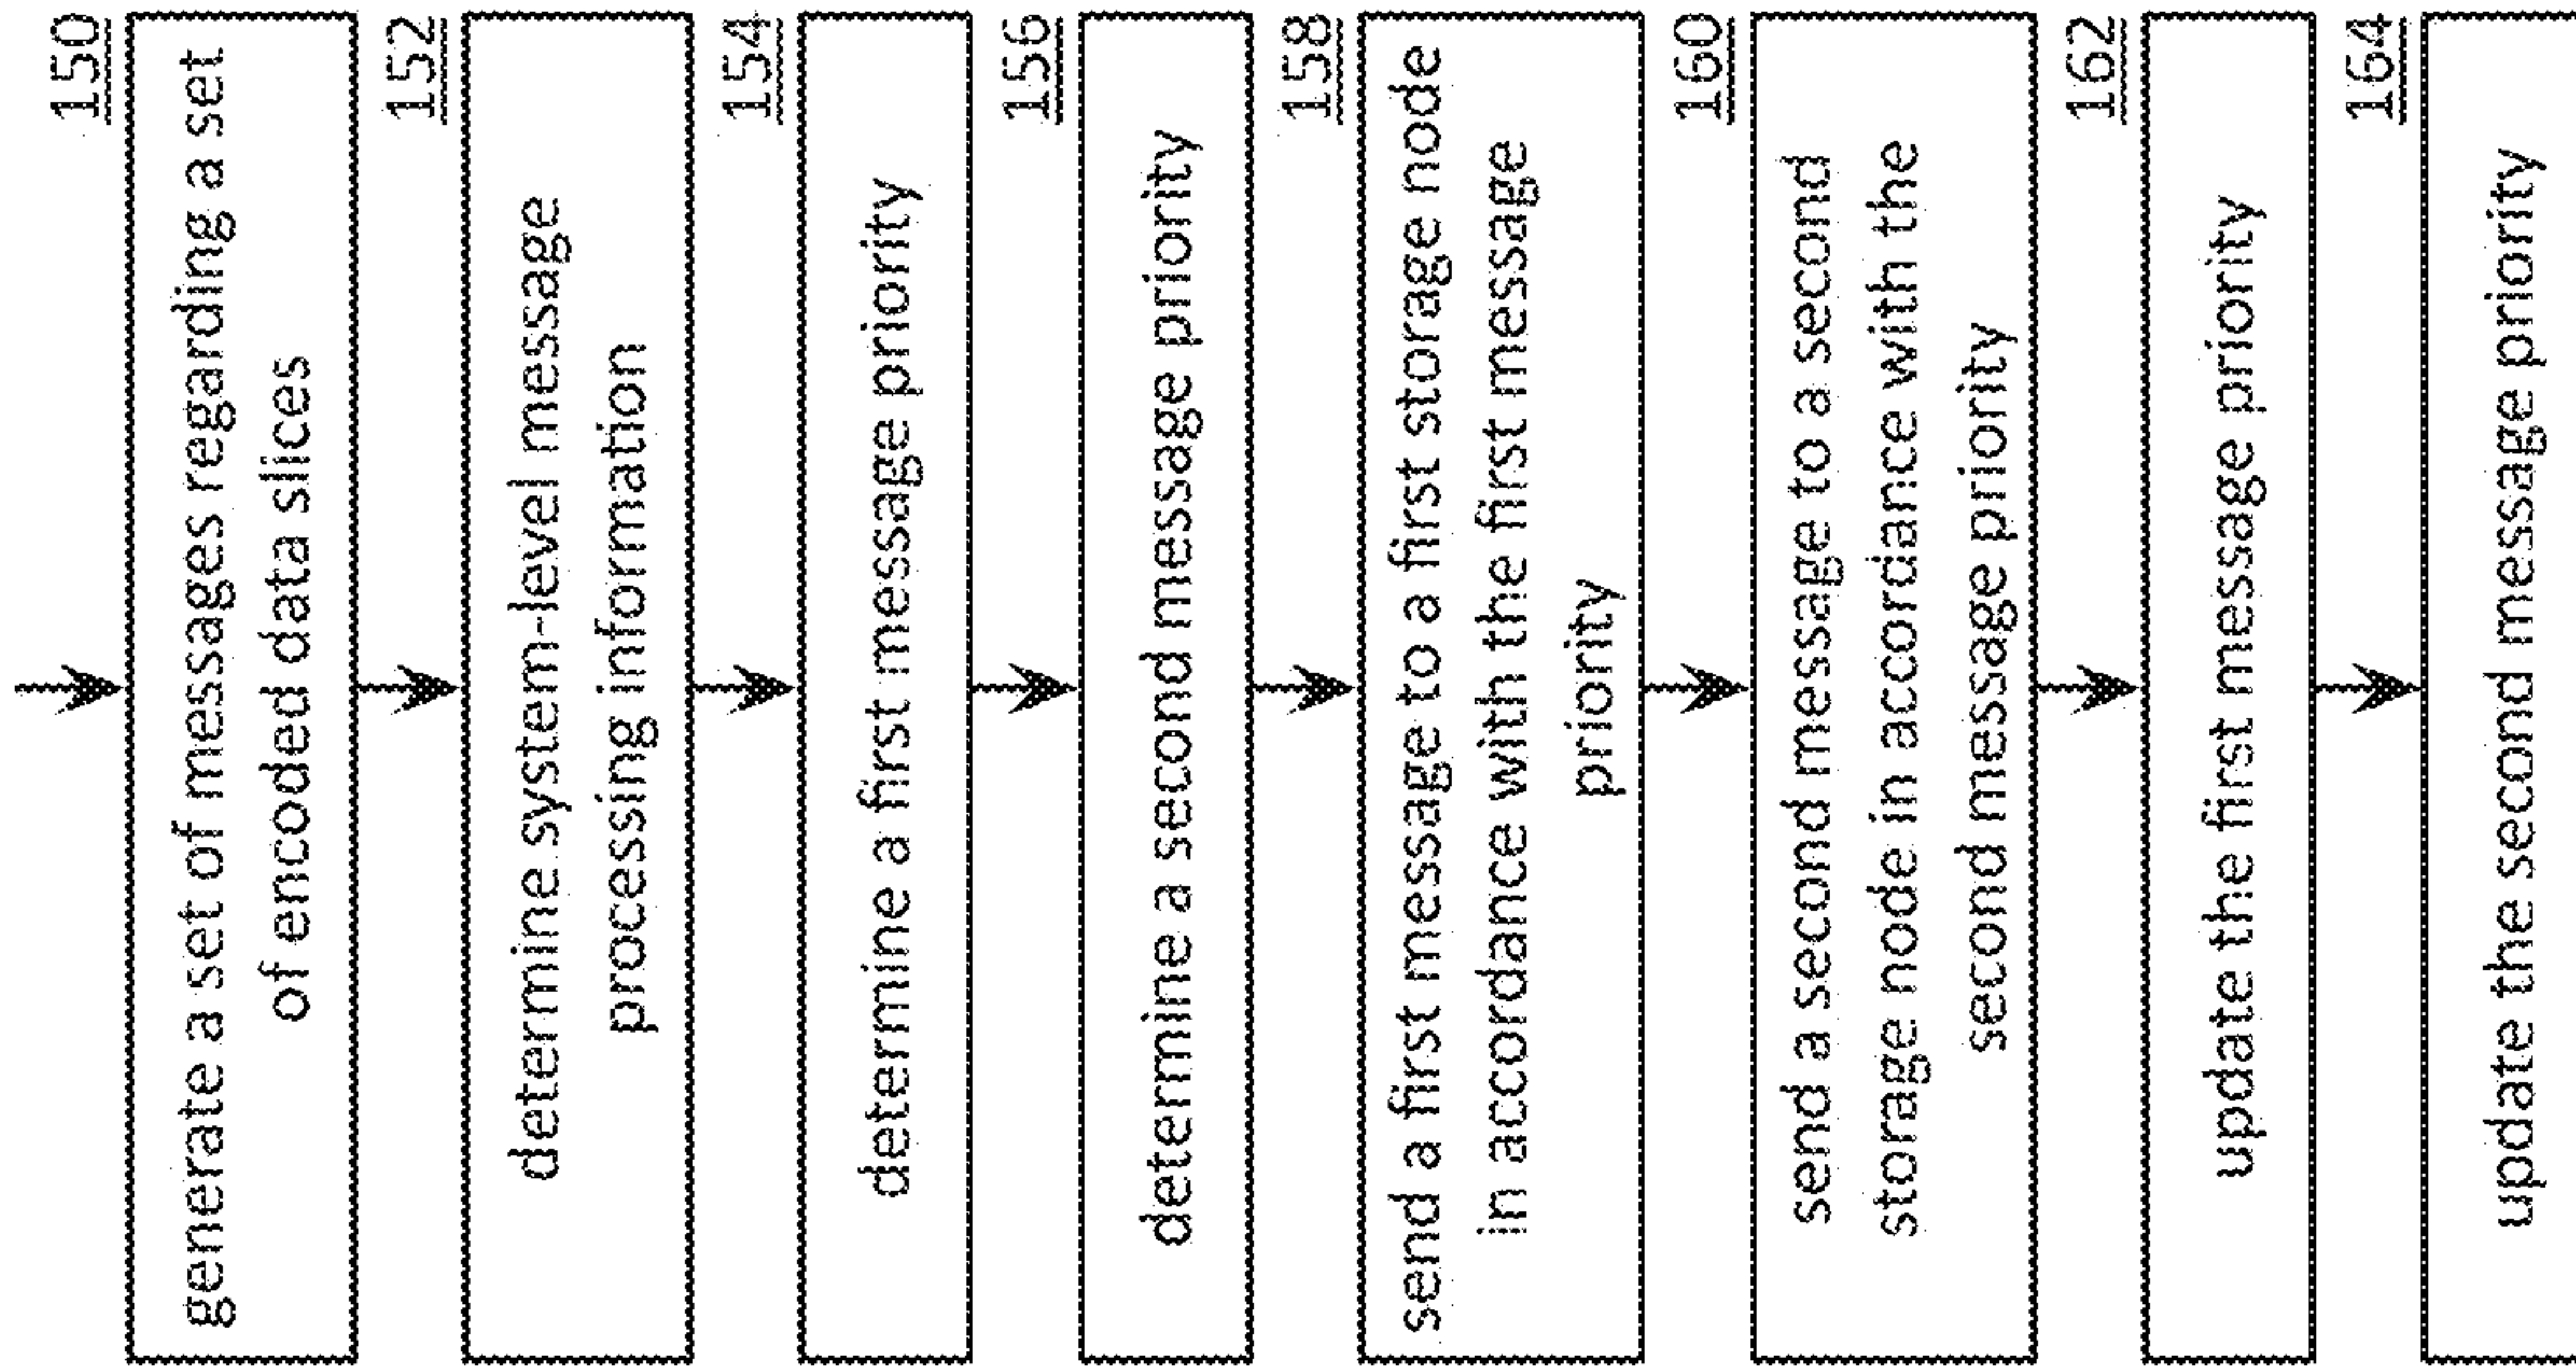 150
generate a set of messages regarding a set
of encoded data slices
152
determine system-level message
processing information
154
determine a first message priority
156
determine a second message priority
158
send a first message to a first storage node
in accordance with the first message
priority
160
send a second message to a second
storage node in accordance with the
second message priority
162
update the first message priority
164
update the second message priority